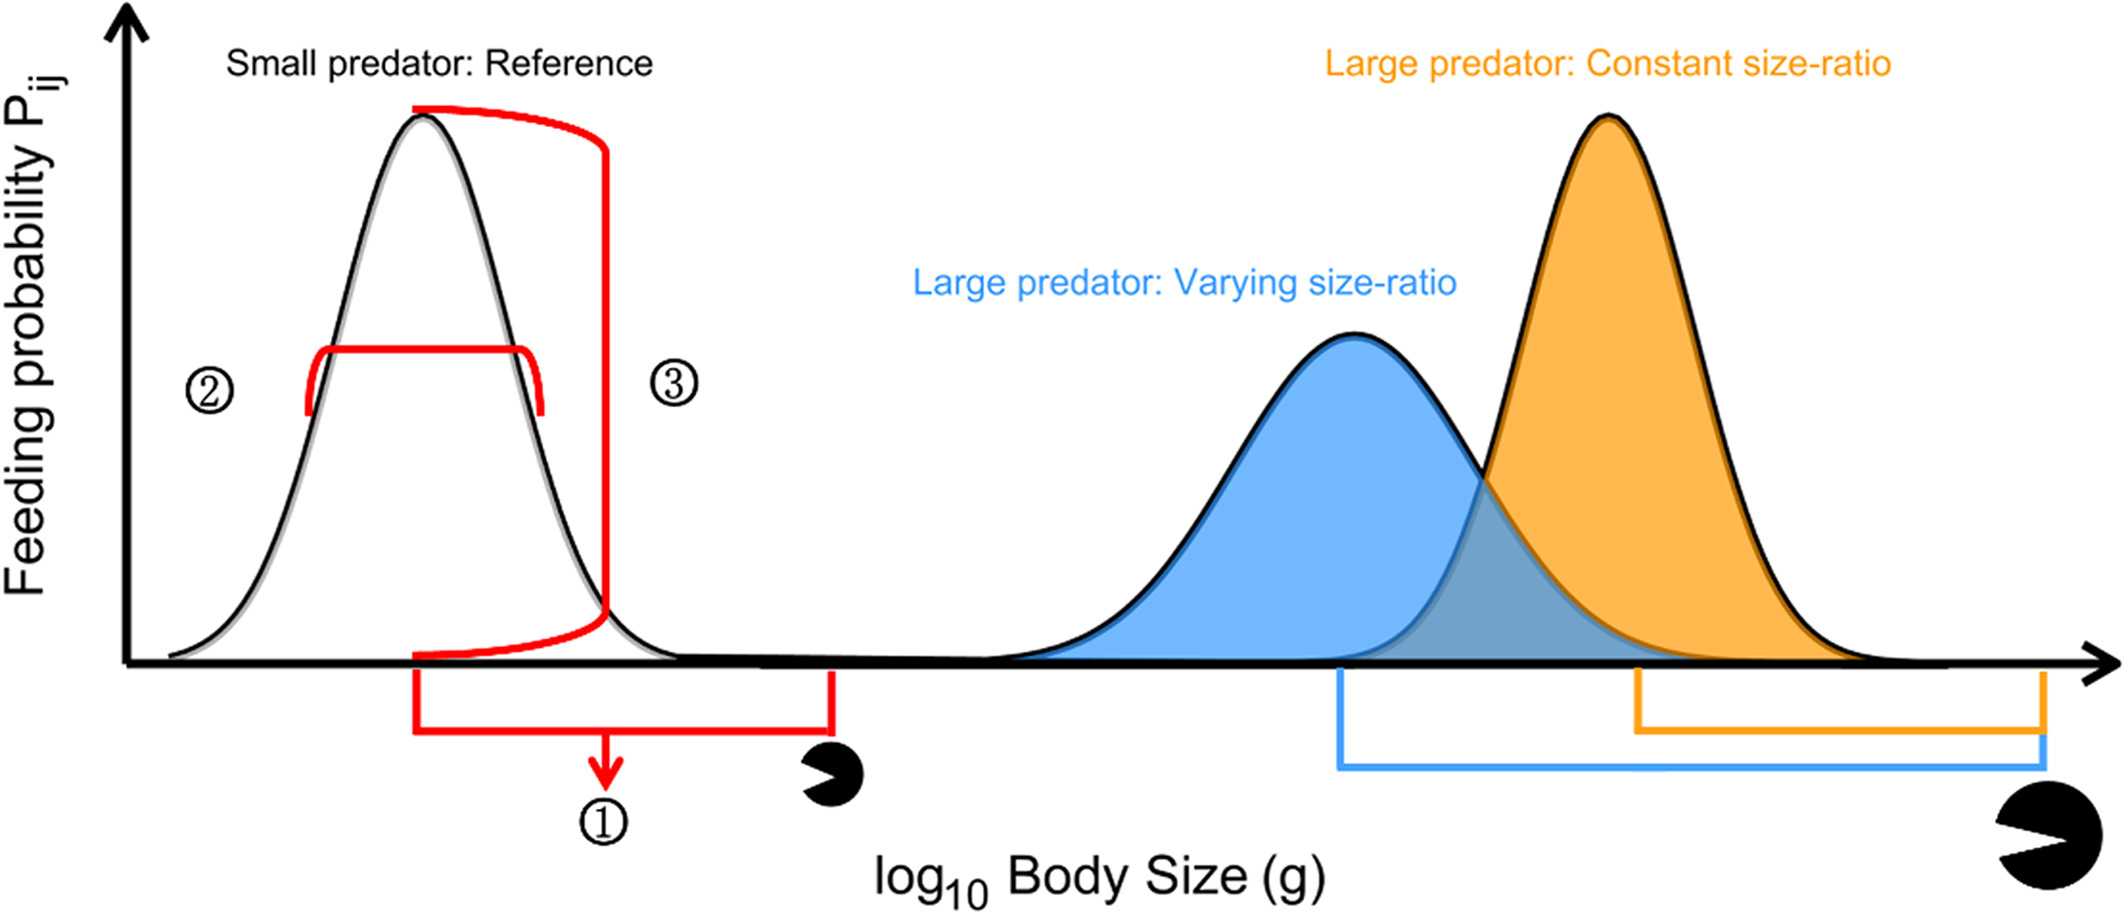 Feeding probability Pij
Small predator: Reference
Large predator: Constant size-ratio
Large predator: Varying size-ratio
②
③
①
log10 Body Size (g)